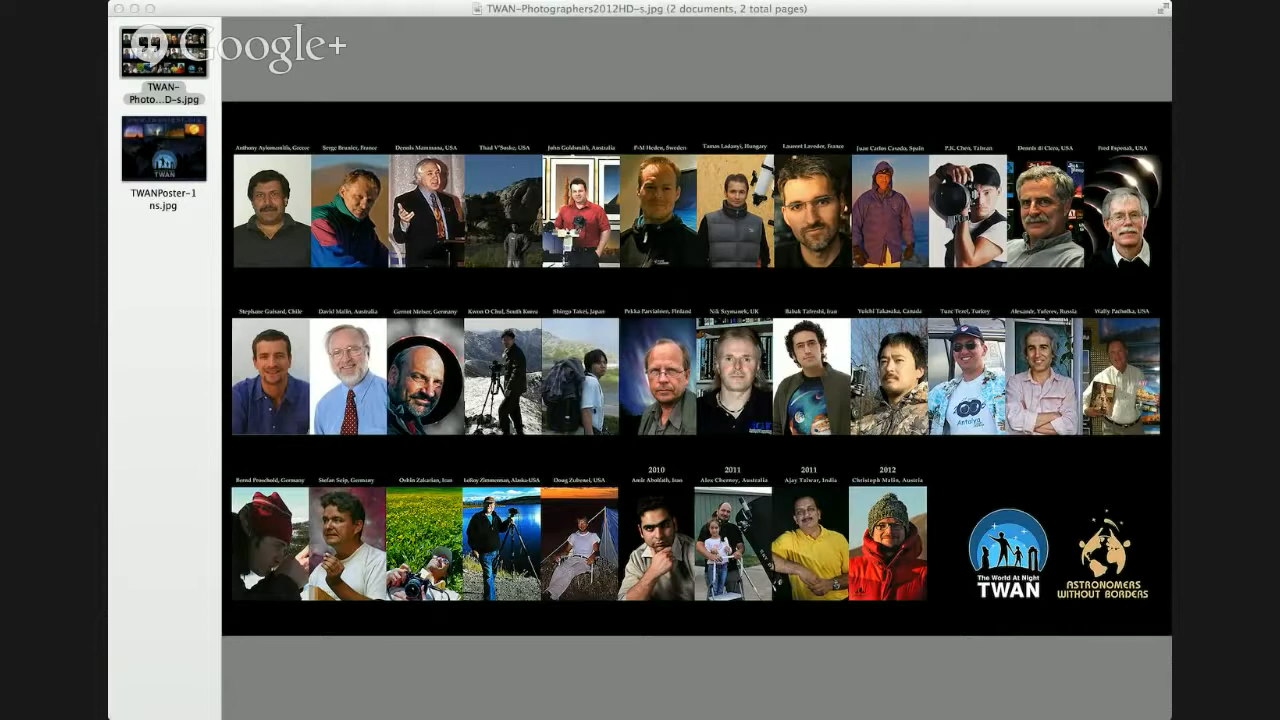 TWAN-Photographers2012HD-s.jpg (2 documents, 2 total pages)
Google+
TWAN-
Photo...D-s.jpg
TWAN
TWANPoster-1
ns.jpg
Anthony Ayiomamitis, Greece
Serge Brunier, France
Dennis Mammana, USA
Thad V'Soske, USA
John Goldsmith, Australia
P-M Heden, Sweden
Tamas Ladanyi, Hungary
Laurent Laveder, France
Juan Carlos Casado, Spain
P.K. Chen, Taiwan
Dennis di Cicco, USA
Fred Espenak, USA
Stephane Guisard, Chile
David Malin, Australia
Gernot Meiser, Germany
Kwon O Chul, South Korea
Shingo Takei, Japan
Pekka Parviainen, Finland
Nik Szymanek, UK
Babak Tafreshi, Iran
Yuichi Takasaka, Canada
Tunc Tezel, Turkey
Alexandr Yuferev, Russia
Wally Pacholka, USA
Antalya
Bernd Proschold, Germany
Stefan Seip, Germany
Oshin Zakarian, Iran
LeRoy Zimmerman, Alaska-USA
Doug Zubenel, USA
2010
Amir Abolfath, Iran
2011
Alex Cherney, Australia
2011
Ajay Talwar, India
2012
Christoph Malin, Austria
The World At Night
TWAN
ASTRONOMERS
WITHOUT BORDERS